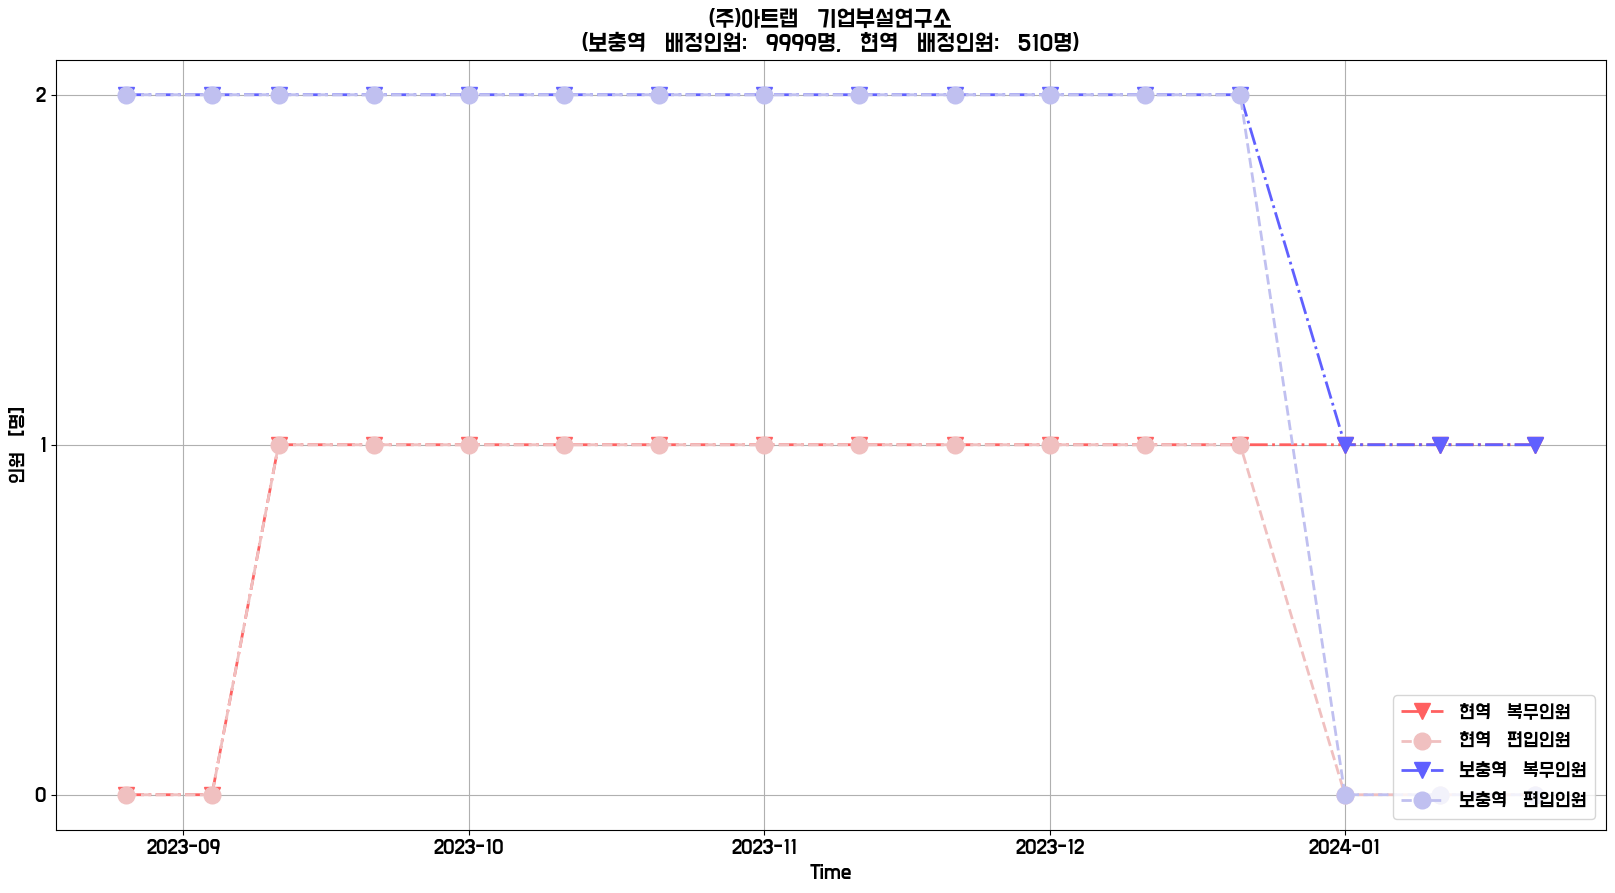 (주)아트랩 기업부설연구소
(보충역 배정인원: 9999명, 현역 배정인원: 510명)
2
1
0
인원 [명]
2023-09
2023-10
2023-11
2023-12
2024-01
Time
현역 복무인원
현역 편입인원
보충역 복무인원
보충역 편입인원